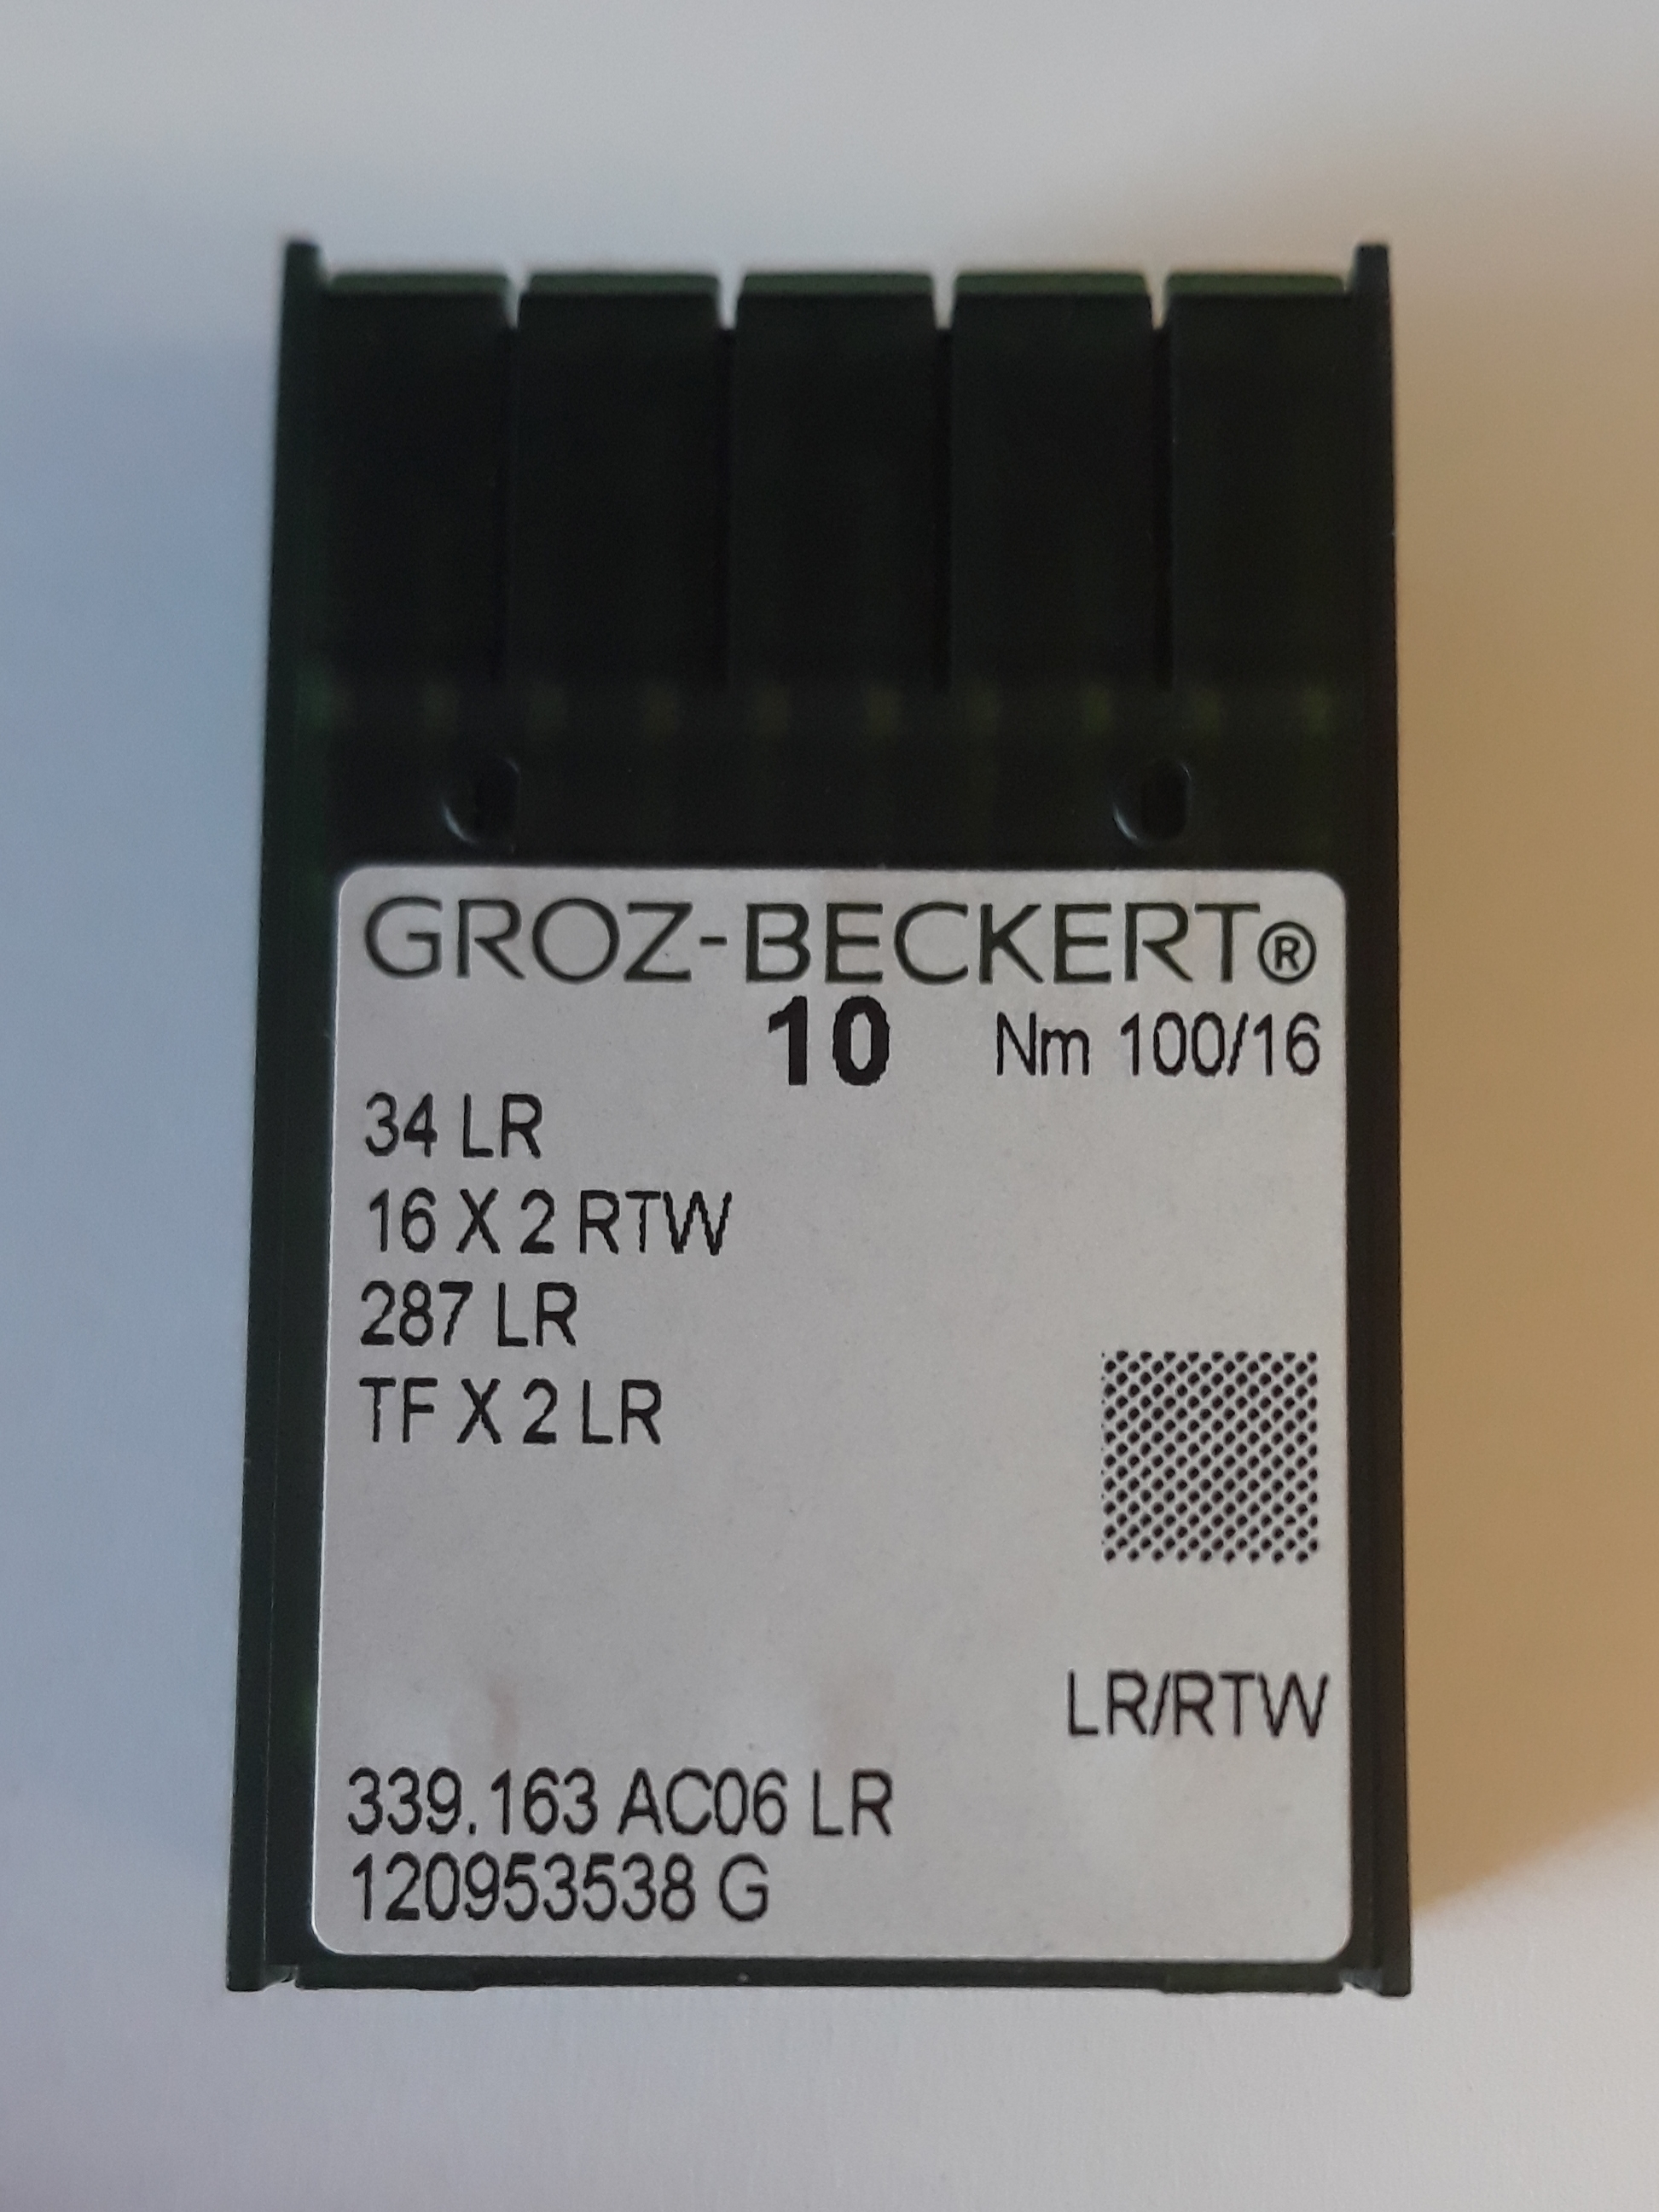 GROZ-BECKERT®
10 Nm 100/16
34 LR
16 X 2 RTW
287 LR
TF X 2 LR
LR/RTW
339.163 AC06 LR
120953538 G